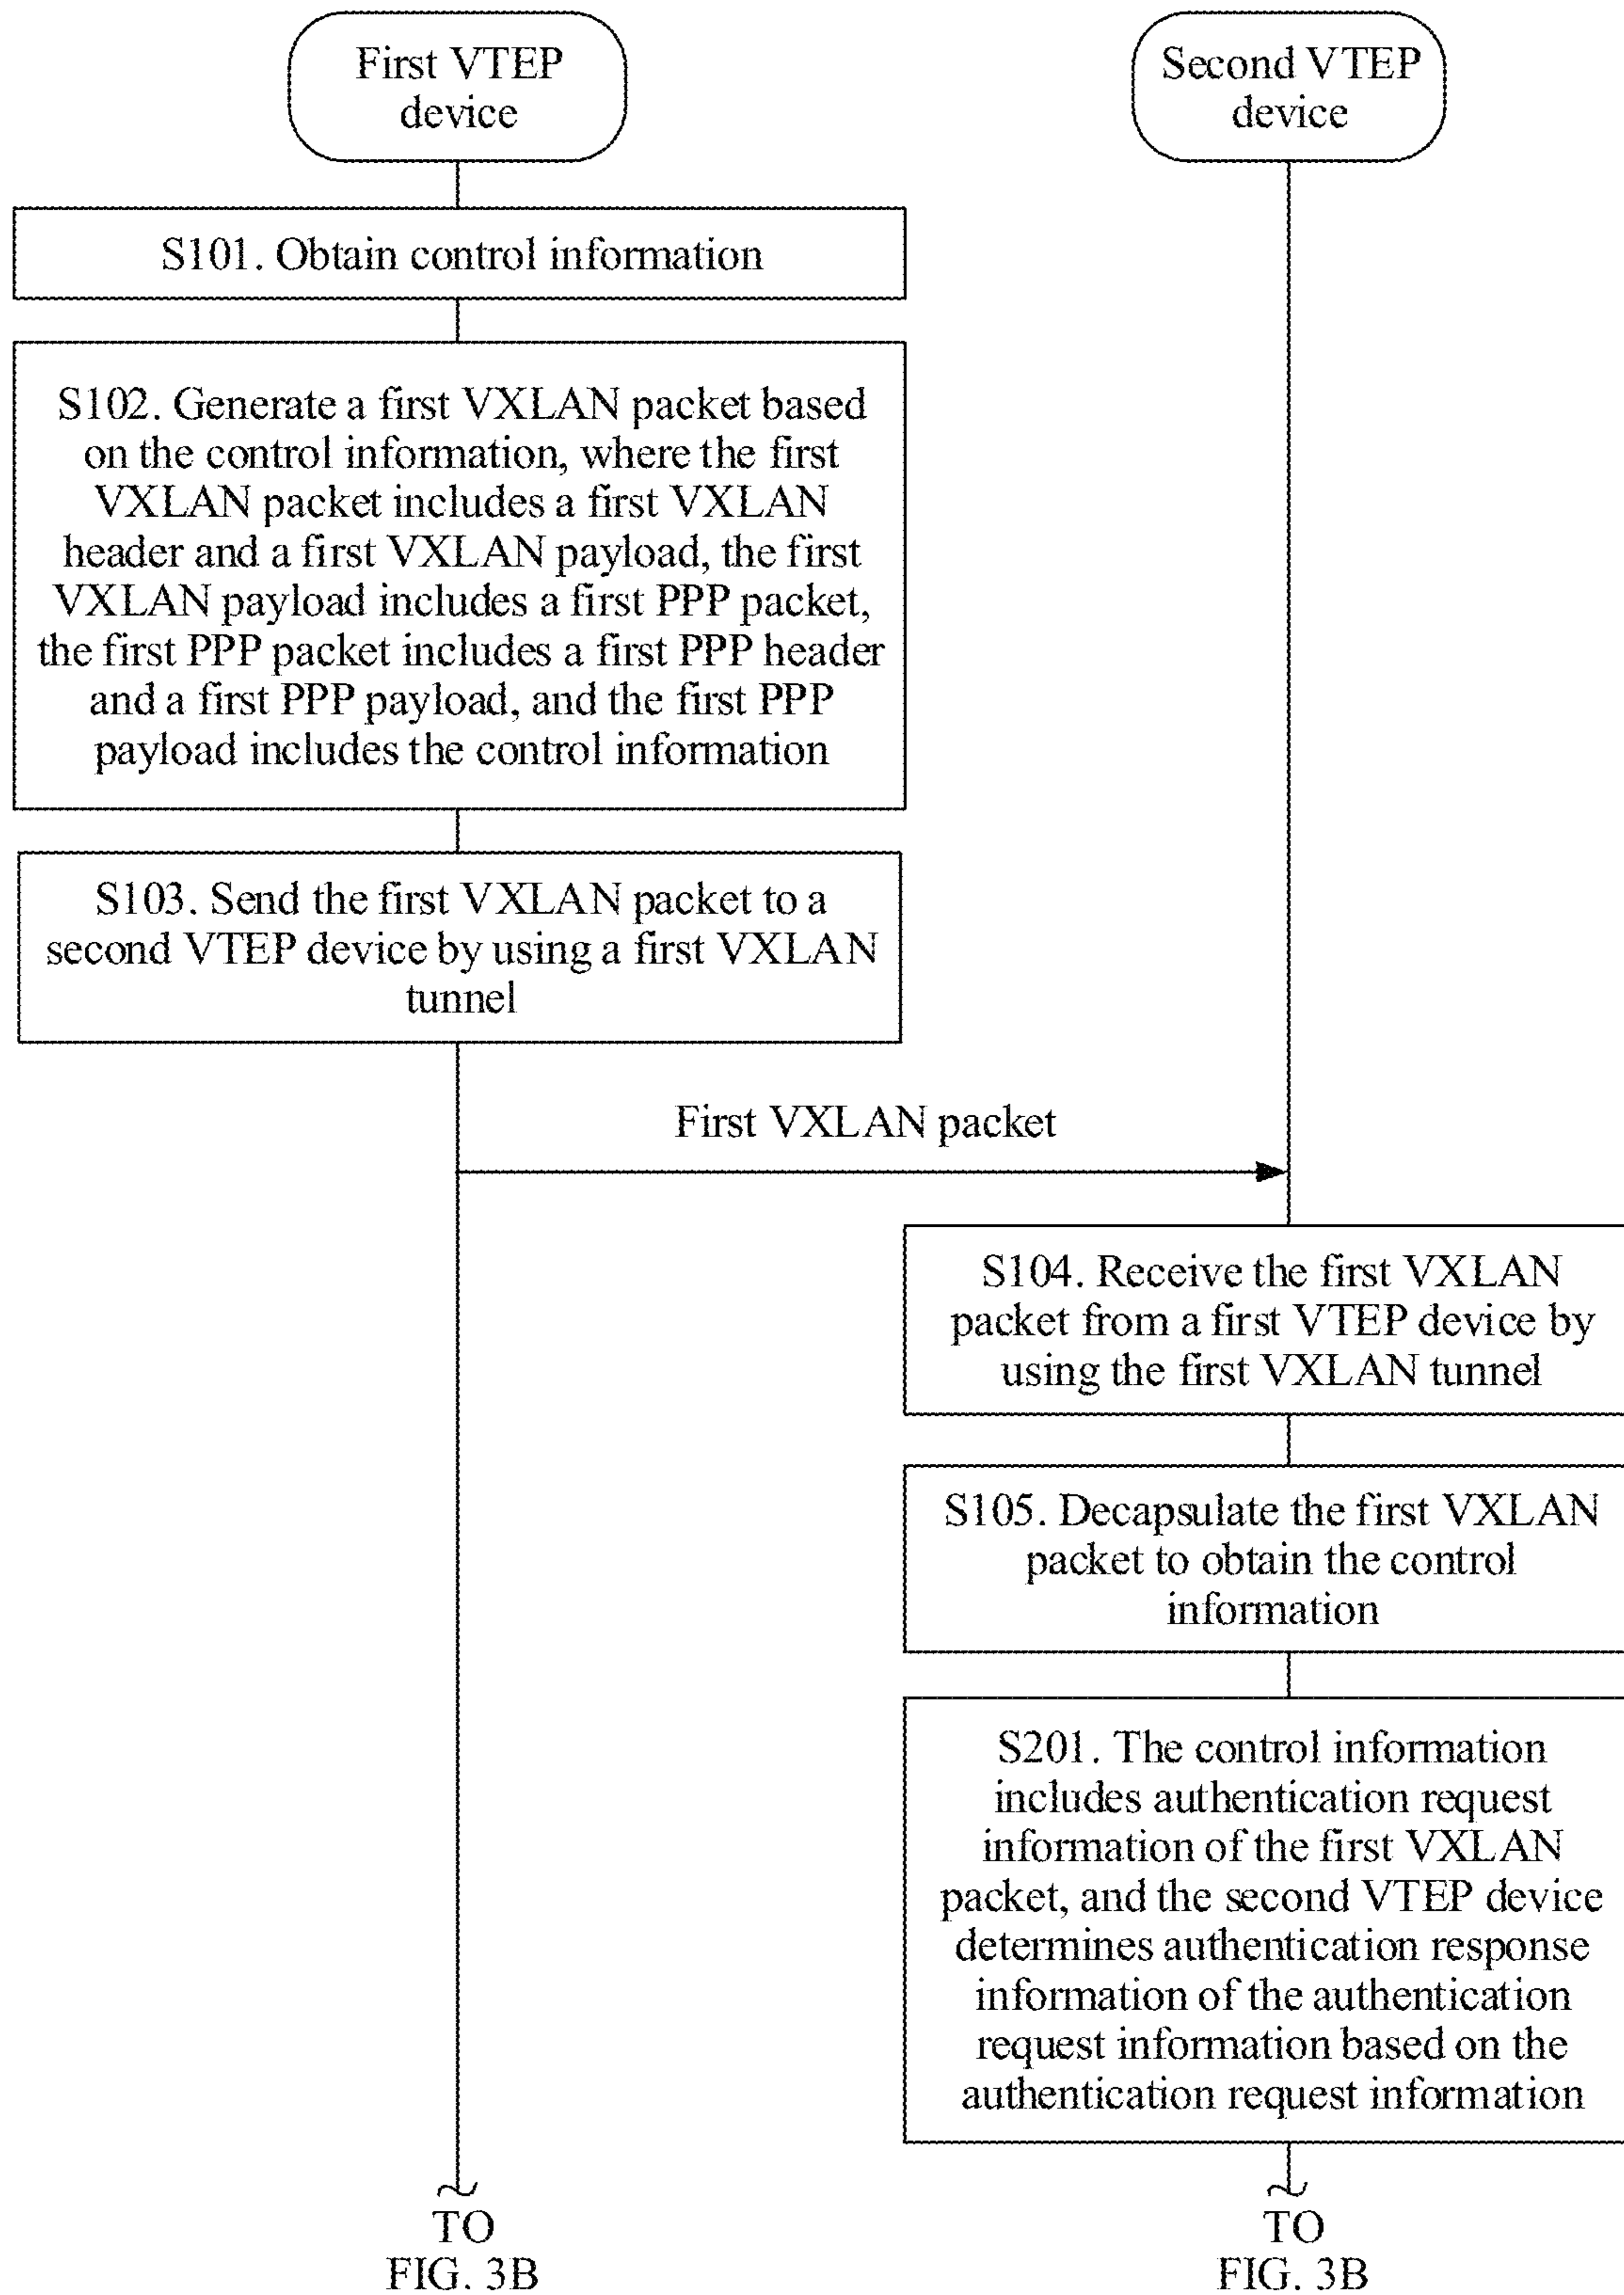 First VTEP
device
Second VTEP
device
S101. Obtain control information
S102. Generate a first VXLAN packet based
on the control information, where the first
VXLAN packet includes a first VXLAN
header and a first VXLAN payload, the first
VXLAN payload includes a first PPP packet,
the first PPP packet includes a first PPP header
and a first PPP payload, and the first PPP
payload includes the control information
S103. Send the first VXLAN packet to a
second VTEP device by using a first VXLAN
tunnel
First VXLAN packet
S104. Receive the first VXLAN
packet from a first VTEP device by
using the first VXLAN tunnel
S105. Decapsulate the first VXLAN
packet to obtain the control
information
S201. The control information
includes authentication request
information of the first VXLAN
packet, and the second VTEP device
determines authentication response
information of the authentication
request information based on the
authentication request information
TO
FIG. 3B
TO
FIG. 3B